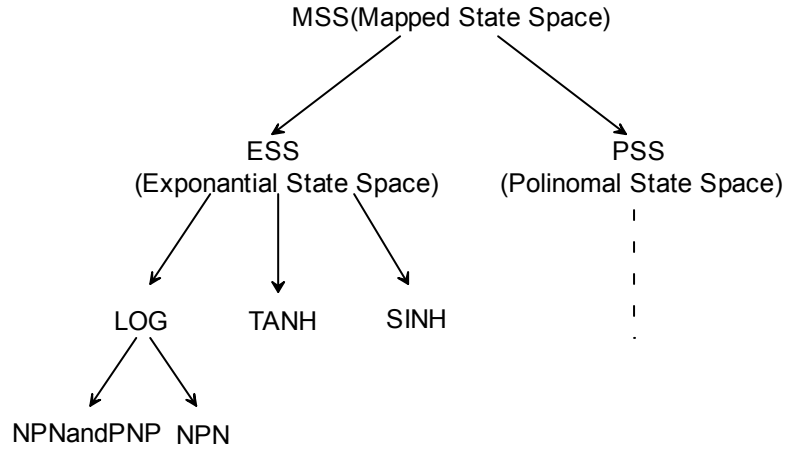 MSS(Mapped State Space)
ESS
(Exponantial State Space)
PSS
(Polinomal State Space)
LOG
TANH
SINH
NPNandPNP
NPN